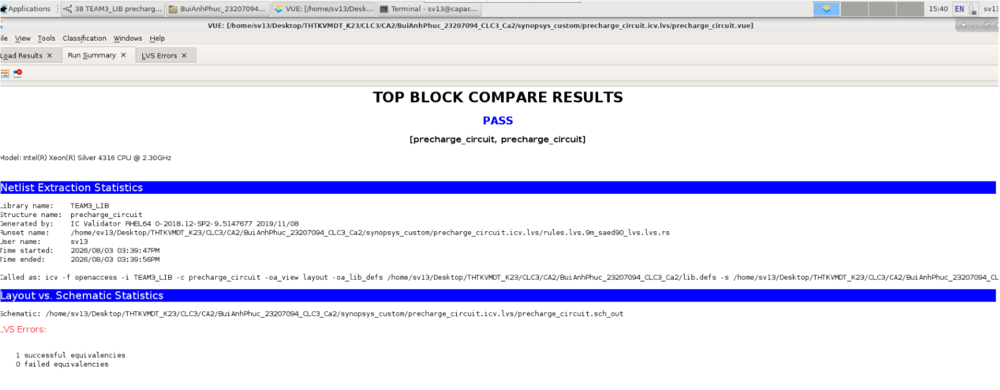 Applications
38 TEAM3_LIB precharg...
BuiAnhPhuc_23207094...
VUE: [/home/sv13/Desk...
Terminal - sv13@capac...
15:40
EN
sv13
VUE: [/home/sv13/Desktop/THTKVMDT_K23/CLC3/CA2/BuiAnhPhuc_23207094_CLC3_Ca2/synopsys_custom/precharge_circuit.icv.lvs/precharge_circuit.vue]
ile View Tools Classification Windows Help
Load Results
Run Summary
LVS Errors
TOP BLOCK COMPARE RESULTS
PASS
[precharge_circuit, precharge_circuit]
Model: Intel(R) Xeon(R) Silver 4316 CPU @ 2.30GHz
Netlist Extraction Statistics
Library name: TEAM3_LIB
Structure name: precharge_circuit
Generated by: IC Validator RHEL64 O-2018.12-SP2-9.5147677 2019/11/08
Runset name: /home/sv13/Desktop/THTKVMDT_K23/CLC3/CA2/BuiAnhPhuc_23207094_CLC3_Ca2/synopsys_custom/precharge_circuit.icv.lvs/rules.lvs.9m_saed90_lvs.lvs.rs
User name: sv13
Time started: 2026/08/03 03:39:47PM
Time ended: 2026/08/03 03:39:56PM
Called as: icv -f openaccess -i TEAM3_LIB -c precharge_circuit -oa_view layout -oa_lib_defs /home/sv13/Desktop/THTKVMDT_K23/CLC3/CA2/BuiAnhPhuc_23207094_CLC3_Ca2/lib.defs -s /home/sv13/Desktop/THTKVMDT_K23/CLC3/CA2/BuiAnhPhuc_23207094_CL
Layout vs. Schematic Statistics
Schematic: /home/sv13/Desktop/THTKVMDT_K23/CLC3/CA2/BuiAnhPhuc_23207094_CLC3_Ca2/synopsys_custom/precharge_circuit.icv.lvs/precharge_circuit.sch_out
LVS Errors:
1 successful equivalencies
0 failed equivalencies